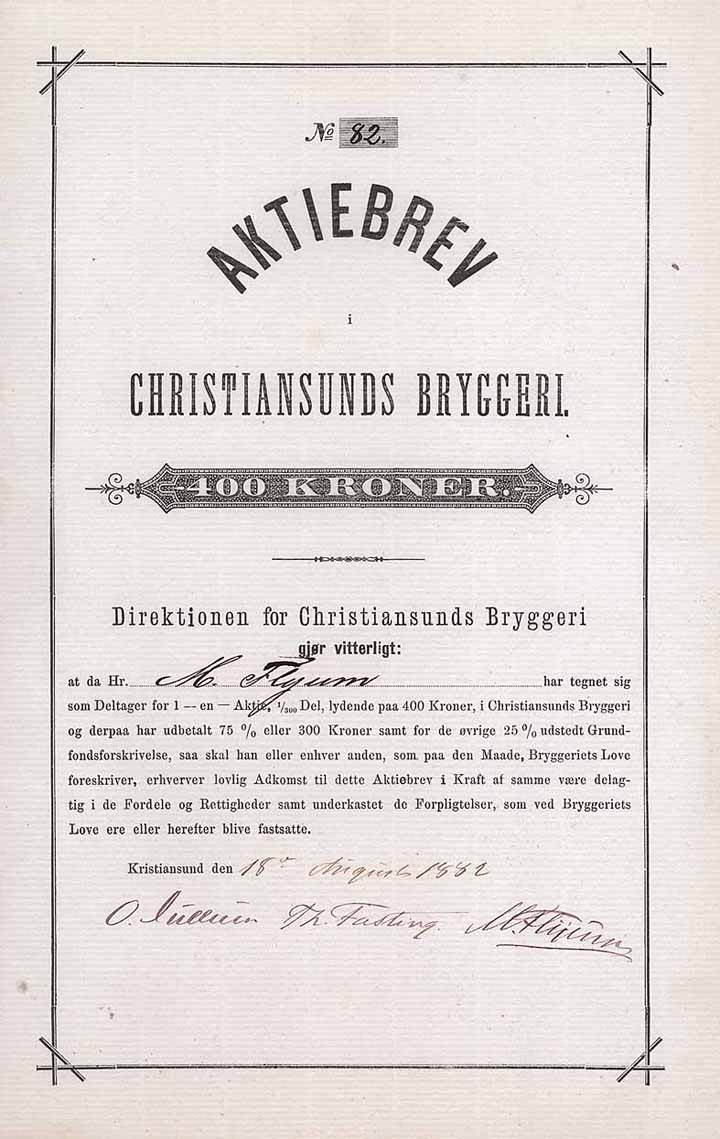 No 82.
AKTIEBREV
i
CHRISTIANSUNDS BRYGGERI.
400 KRONER.
Direktionen for Christiansunds Bryggeri
gjør vitterligt:
at da Hr. M. Flyum har tegnet sig
som Deltager for 1 — en — Aktie, 1/300 Del, lydende paa 400 Kroner, i Christiansunds Bryggeri
og derpaa har udbetalt 75 % eller 300 Kroner samt for de øvrige 25 % udstedt Grund-
fondsforskrivelse, saa skal han eller enhver anden, som paa den Maade, Bryggeriets Love
foreskriver, erhverver lovlig Adkomst til dette Aktiebrev i Kraft af samme være delag-
tig i de Fordele og Rettigheder samt underkastet de Forpligtelser, som ved Bryggeriets
Love ere eller herefter blive fastsatte.
Kristiansund den 18de August 1882
O. Dullum Th. Fasting. M. Flyum